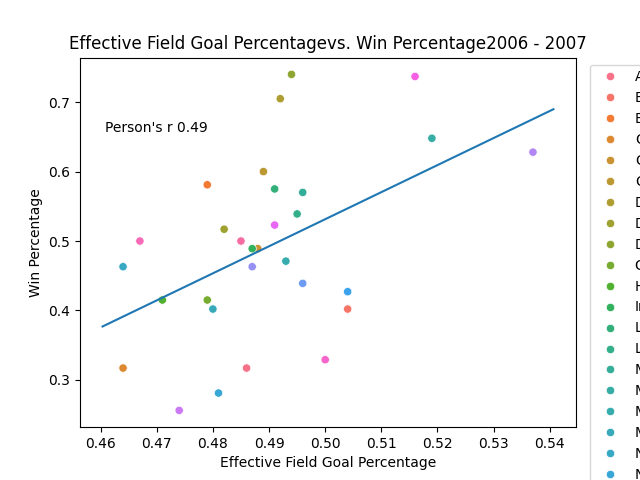 Effective Field Goal Percentagevs. Win Percentage2006 - 2007
Person's r 0.49
Win Percentage
0.7
0.6
0.5
0.4
0.3
0.46 0.47 0.48 0.49 0.50 0.51 0.52 0.53 0.54
Effective Field Goal Percentage